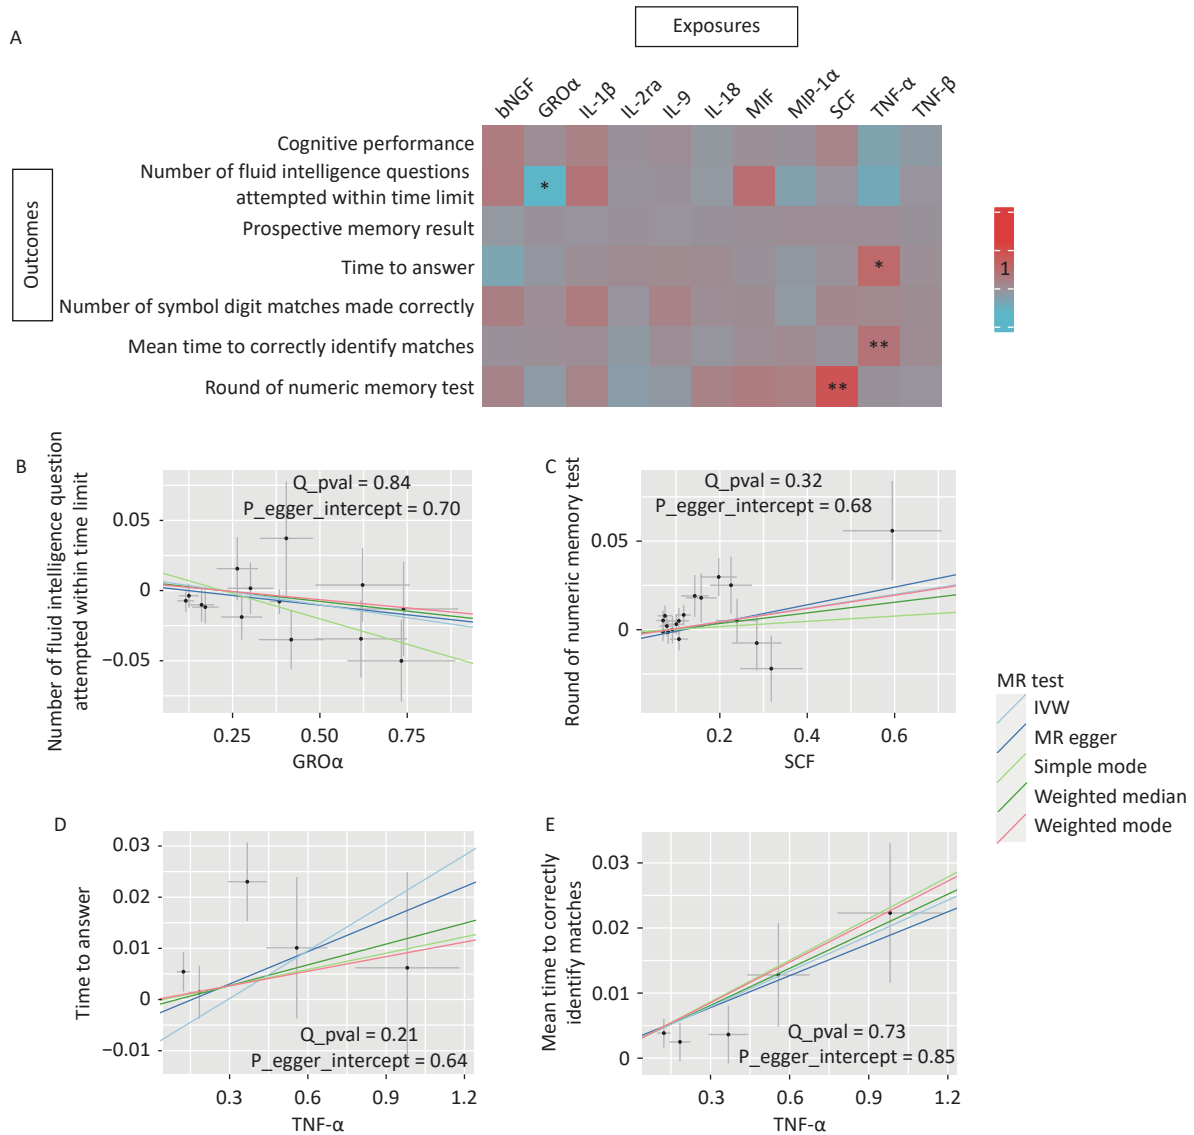 A
Exposures
bNGF
GROα
IL-1β
IL-2ra
IL-9
IL-18
MIF
MIP-1α
SCF
TNF-α
TNF-β
Outcomes
Cognitive performance
Number of fluid intelligence questions
attempted within time limit
*
Prospective memory result
Time to answer
*
Number of symbol digit matches made correctly
Mean time to correctly identify matches
**
Round of numeric memory test
**
1
B
Number of fluid intelligence question
attempted within time limit
Q_pval = 0.84
P_egger_intercept = 0.70
0.05
0
−0.05
0.25
0.50
0.75
GROα
C
Round of numeric memory test
Q_pval = 0.32
P_egger_intercept = 0.68
0.05
0
0.2
0.4
0.6
SCF
MR test
IVW
MR egger
Simple mode
Weighted median
Weighted mode
D
Time to answer
0.03
0.02
0.01
0
−0.01
Q_pval = 0.21
P_egger_intercept = 0.64
0.3
0.6
0.9
1.2
TNF-α
E
Mean time to correctly
identify matches
0.03
0.02
0.01
0
Q_pval = 0.73
P_egger_intercept = 0.85
0.3
0.6
0.9
1.2
TNF-α